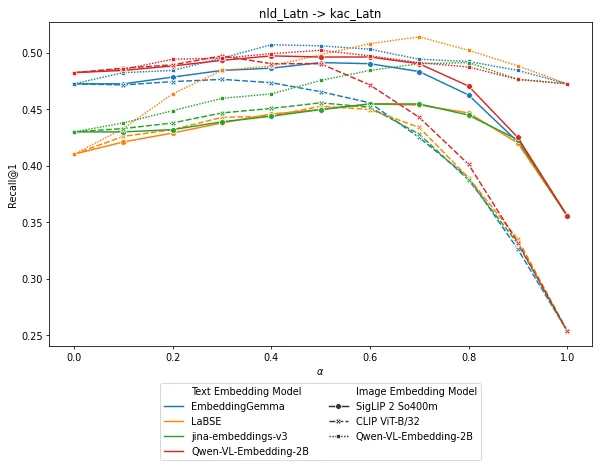 nld_Latn -> kac_Latn
Recall@1
0.50
0.45
0.40
0.35
0.30
0.25
0.0
0.2
0.4
0.6
0.8
1.0
α
Text Embedding Model
EmbeddingGemma
LaBSE
jina-embeddings-v3
Qwen-VL-Embedding-2B
Image Embedding Model
SigLIP 2 So400m
CLIP ViT-B/32
Qwen-VL-Embedding-2B